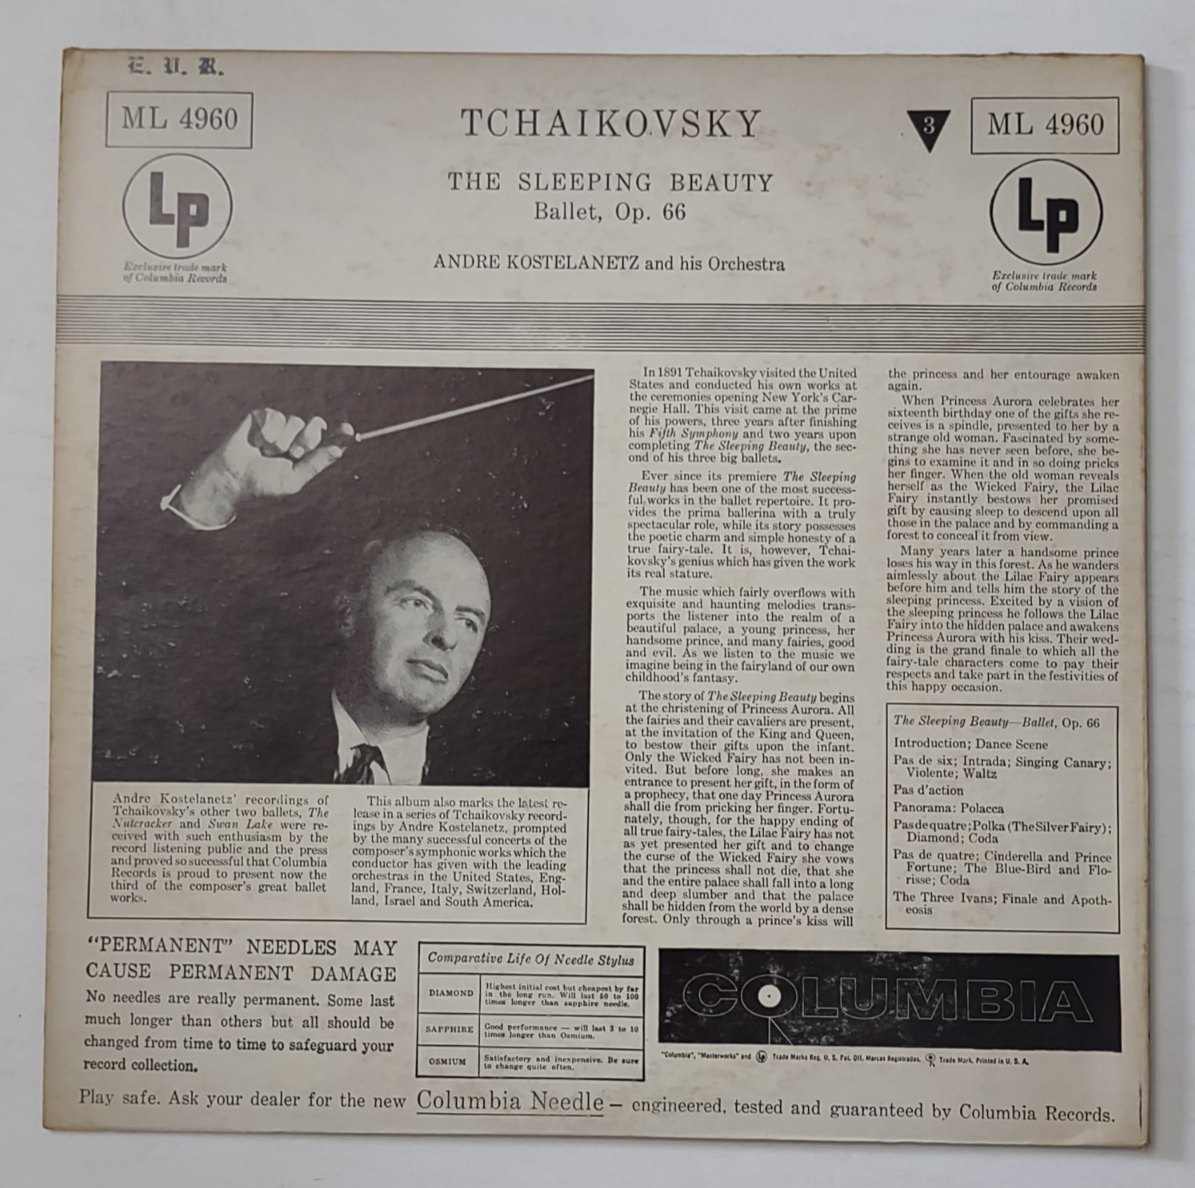 E. U. R.
ML 4960
TCHAIKOVSKY
3
ML 4960
LP
THE SLEEPING BEAUTY
Ballet, Op. 66
LP
Exclusive trade mark
of Columbia Records
ANDRE KOSTELANETZ and his Orchestra
Exclusive trade mark
of Columbia Records
Andre Kostelanetz' recordings of
Tchaikovsky's other two ballets, The
Nutcracker and Swan Lake were re-
ceived with such enthusiasm by the
record listening public and the press
and proved so successful that Columbia
Records is proud to present now the
third of the composer's great ballet
works.
This album also marks the latest re-
lease in a series of Tchaikovsky record-
ings by Andre Kostelanetz, prompted
by the many successful concerts of the
composer's symphonic works which the
conductor has given with the leading
orchestras in the United States, Eng-
land, France, Italy, Switzerland, Hol-
land, Israel and South America.
In 1891 Tchaikovsky visited the United
States and conducted his own works at
the ceremonies opening New York's Car-
negie Hall. This visit came at the prime
of his powers, three years after finishing
his Fifth Symphony and two years upon
completing The Sleeping Beauty, the sec-
ond of his three big ballets.
Ever since its premiere The Sleeping
Beauty has been one of the most success-
ful works in the ballet repertoire. It pro-
vides the prima ballerina with a truly
spectacular role, while its story possesses
the poetic charm and simple honesty of a
true fairy-tale. It is, however, Tchai-
kovsky's genius which has given the work
its real stature.
The music which fairly overflows with
exquisite and haunting melodies trans-
ports the listener into the realm of a
beautiful palace, a young princess, her
handsome prince, and many fairies, good
and evil. As we listen to the music we
imagine being in the fairyland of our own
childhood's fantasy.
The story of The Sleeping Beauty begins
at the christening of Princess Aurora. All
the fairies and their cavaliers are present,
at the invitation of the King and Queen,
to bestow their gifts upon the infant.
Only the Wicked Fairy has not been in-
vited. But before long, she makes an
entrance to present her gift, in the form of
a prophecy, that one day Princess Aurora
shall die from pricking her finger. Fortu-
nately, though, for the happy ending of
all true fairy-tales, the Lilac Fairy has not
as yet presented her gift and to change
the curse of the Wicked Fairy she vows
that the princess shall not die, that she
and the entire palace shall fall into a long
and deep slumber and that the palace
shall be hidden from the world by a dense
forest. Only through a prince's kiss will
the princess and her entourage awaken
again.
When Princess Aurora celebrates her
sixteenth birthday one of the gifts she re-
ceives is a spindle, presented to her by a
strange old woman. Fascinated by some-
thing she has never seen before, she be-
gins to examine it and in so doing pricks
her finger. When the old woman reveals
herself as the Wicked Fairy, the Lilac
Fairy instantly bestows her promised
gift by causing sleep to descend upon all
those in the palace and by commanding a
forest to conceal it from view.
Many years later a handsome prince
loses his way in this forest. As he wanders
aimlessly about the Lilac Fairy appears
before him and tells him the story of the
sleeping princess. Excited by a vision of
the sleeping princess he follows the Lilac
Fairy into the hidden palace and awakens
Princess Aurora with his kiss. Their wed-
ding is the grand finale to which all the
fairy-tale characters come to pay their
respects and take part in the festivities of
this happy occasion.
The Sleeping Beauty—Ballet, Op. 66
Introduction; Dance Scene
Pas de six; Intrada; Singing Canary;
Violente; Waltz
Pas d'action
Panorama: Polacca
Pas de quatre; Polka (The Silver Fairy);
Diamond; Coda
Pas de quatre; Cinderella and Prince
Fortune; The Blue-Bird and Flo-
risse; Coda
The Three Ivans; Finale and Apoth-
eosis
"PERMANENT" NEEDLES MAY
CAUSE PERMANENT DAMAGE
No needles are really permanent. Some last
much longer than others but all should be
changed from time to time to safeguard your
record collection.
Comparative Life Of Needle Stylus
DIAMOND
Highest initial cost but cheapest by far
in the long run. Will last 50 to 100
times longer than sapphire needle.
SAPPHIRE
Good performance — will last 3 to 10
times longer than Osmium.
OSMIUM
Satisfactory and inexpensive. Be sure
to change quite often.
COLUMBIA
"Columbia", "Masterworks" and LP Trade Marks Reg. U. S. Pat. Off. Marcas Registradas. Trade Mark. Printed in U. S. A.
Play safe. Ask your dealer for the new Columbia Needle — engineered, tested and guaranteed by Columbia Records.